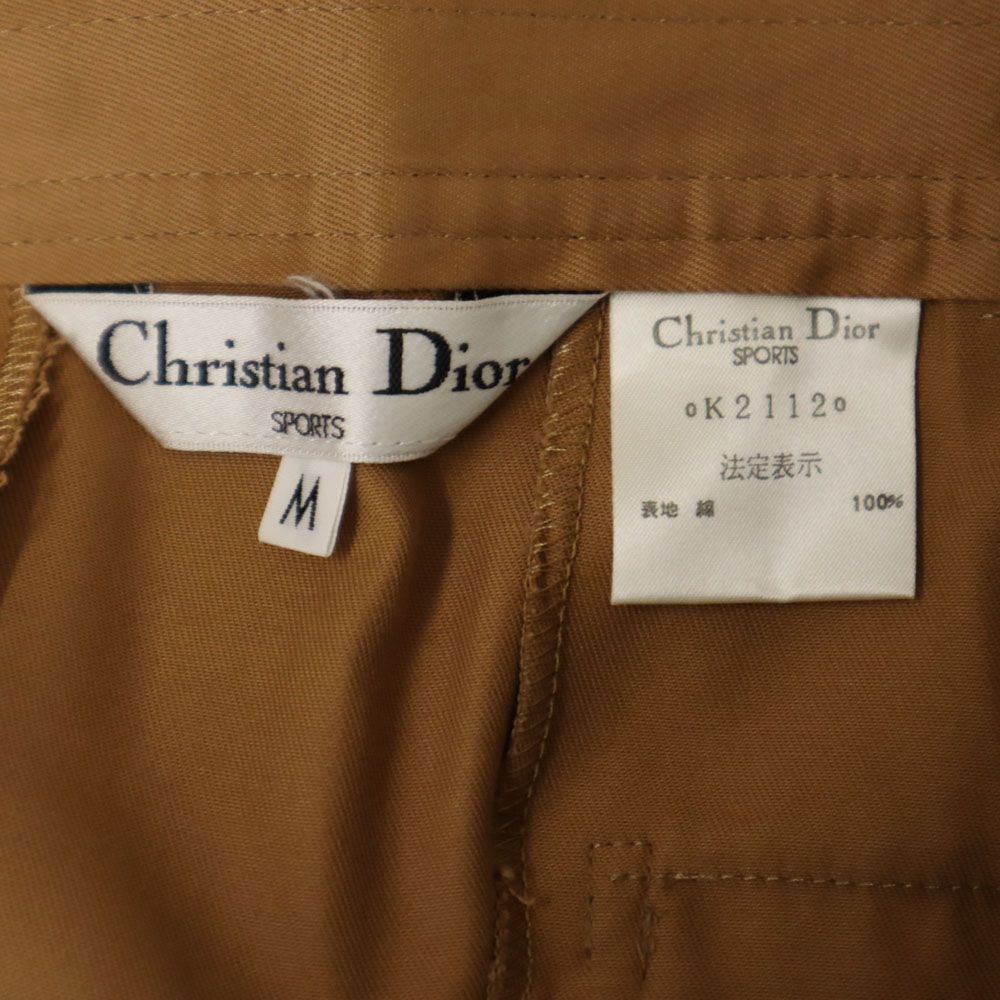 Christian Dior
SPORTS
M
Christian Dior
SPORTS
oK2112o
法定表示
表地 綿 100%